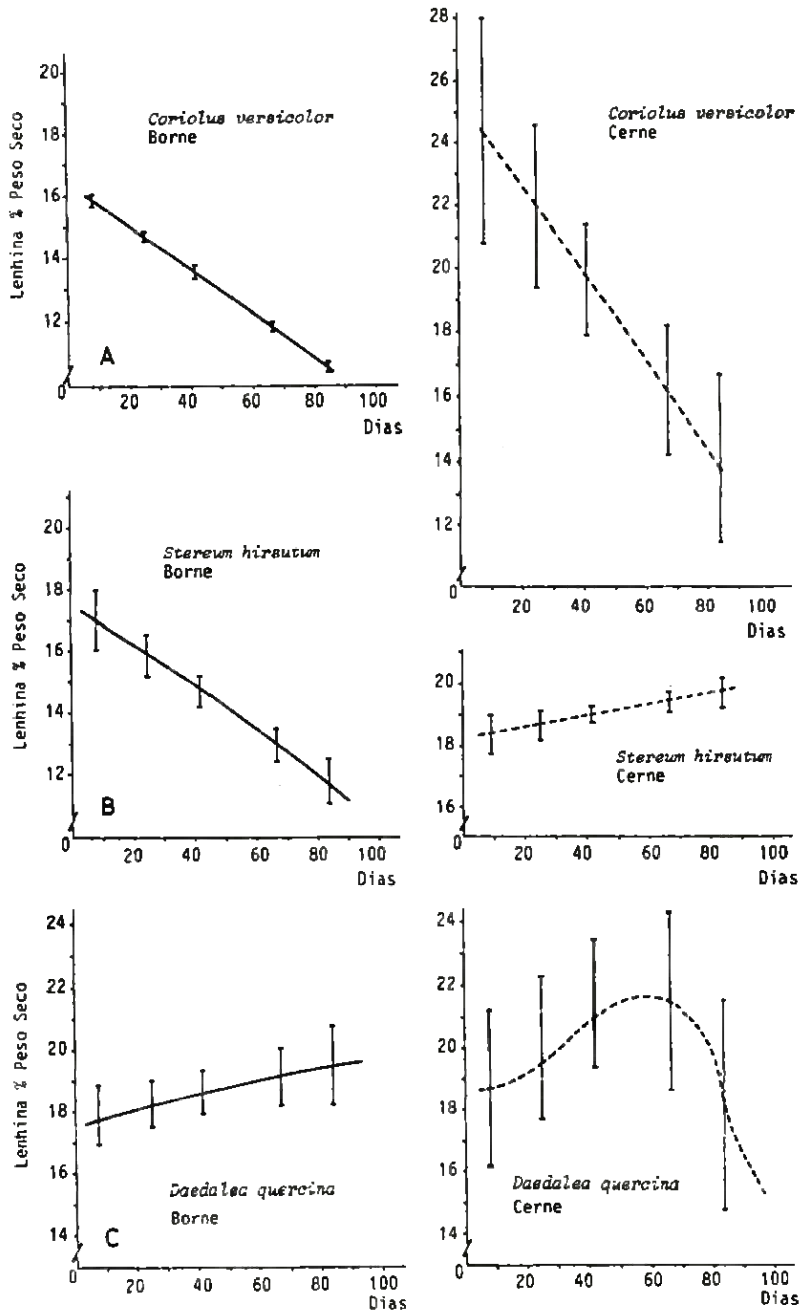 Lenhina % Peso Seco
20
18
16
14
12
0
20
40
60
80
100
Dias
Coriolus versicolor
Borne
A
28
26
24
22
20
18
16
14
12
0
20
40
60
80
100
Dias
Coriolus versicolor
Cerne
Lenhina % Peso Seco
20
18
16
14
12
0
20
40
60
80
100
Dias
Stereum hirsutum
Borne
B
20
18
16
0
20
40
60
80
100
Dias
Stereum hirsutum
Cerne
Lenhina % Peso Seco
24
22
20
18
16
14
0
20
40
60
80
100
Dias
Daedalea quercina
Borne
C
24
22
20
18
16
14
0
20
40
60
80
100
Dias
Daedalea quercina
Cerne